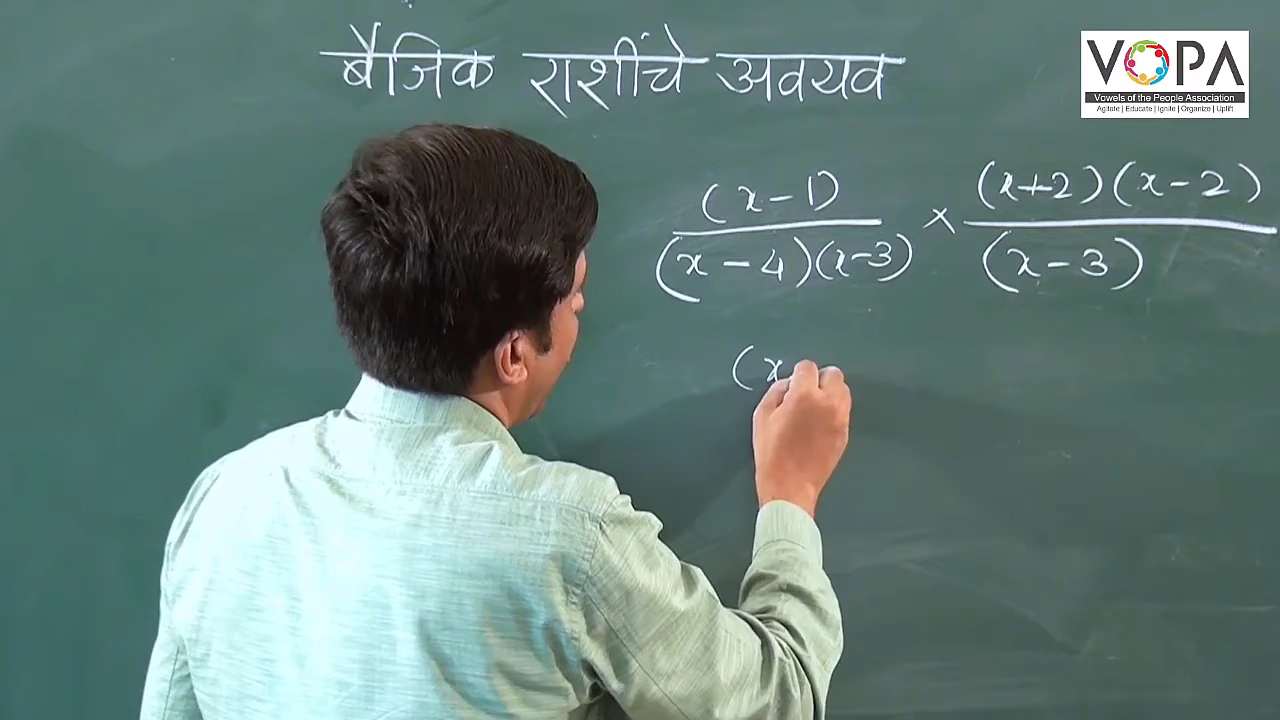 बैजिक राशींचे अवयव
VOPA
Vowels of the People Association
Agitate | Educate | Ignite | Organize | Uplift
(x-1) × (x+2)(x-2)
(x-4)(x-3) (x-3)
(x